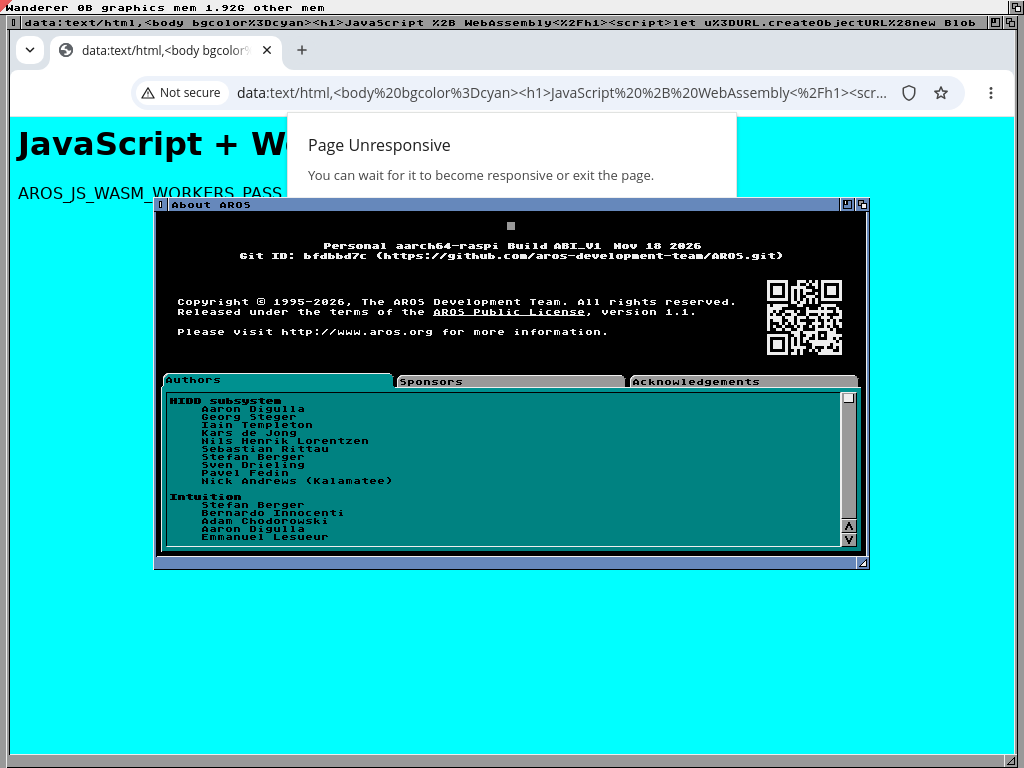 Wanderer 0B graphics mem 1.92G other mem
data:text/html,<body bgcolor%3Dcyan><h1>JavaScript %2B WebAssembly<%2Fh1><script>let u%3DURL.createObjectURL%28new Blob
data:text/html,<body bgcolor%
Not secure
data:text/html,<body%20bgcolor%3Dcyan><h1>JavaScript%20%2B%20WebAssembly<%2Fh1><scr...
JavaScript + W
Page Unresponsive
You can wait for it to become responsive or exit the page.
AROS_JS_WASM_WORKERS_PASS
About AROS
Personal aarch64-raspi Build ABI_V1 Nov 18 2026
Git ID: bfdbbd7c (https://github.com/aros-development-team/AROS.git)
Copyright © 1995-2026, The AROS Development Team. All rights reserved.
Released under the terms of the AROS Public License, version 1.1.
Please visit http://www.aros.org for more information.
Authors
Sponsors
Acknowledgements
HIDD subsystem
Aaron Digulla
Georg Steger
Iain Templeton
Kars de Jong
Nils Henrik Lorentzen
Sebastian Rittau
Stefan Berger
Sven Drieling
Pavel Fedin
Nick Andrews (Kalamatee)
Intuition
Stefan Berger
Bernardo Innocenti
Adam Chodorowski
Aaron Digulla
Emmanuel Lesueur